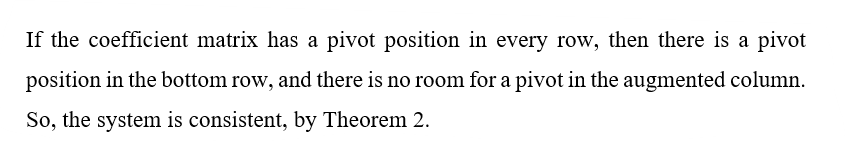 If the coefficient matrix has a pivot position in every row, then there is a pivot
position in the bottom row, and there is no room for a pivot in the augmented column.
So, the system is consistent, by Theorem 2.